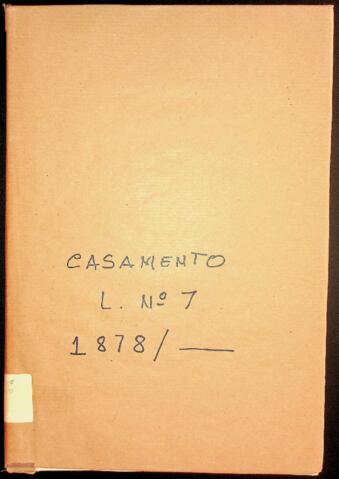 CASAMENTO
L. Nº 7
1878/ —